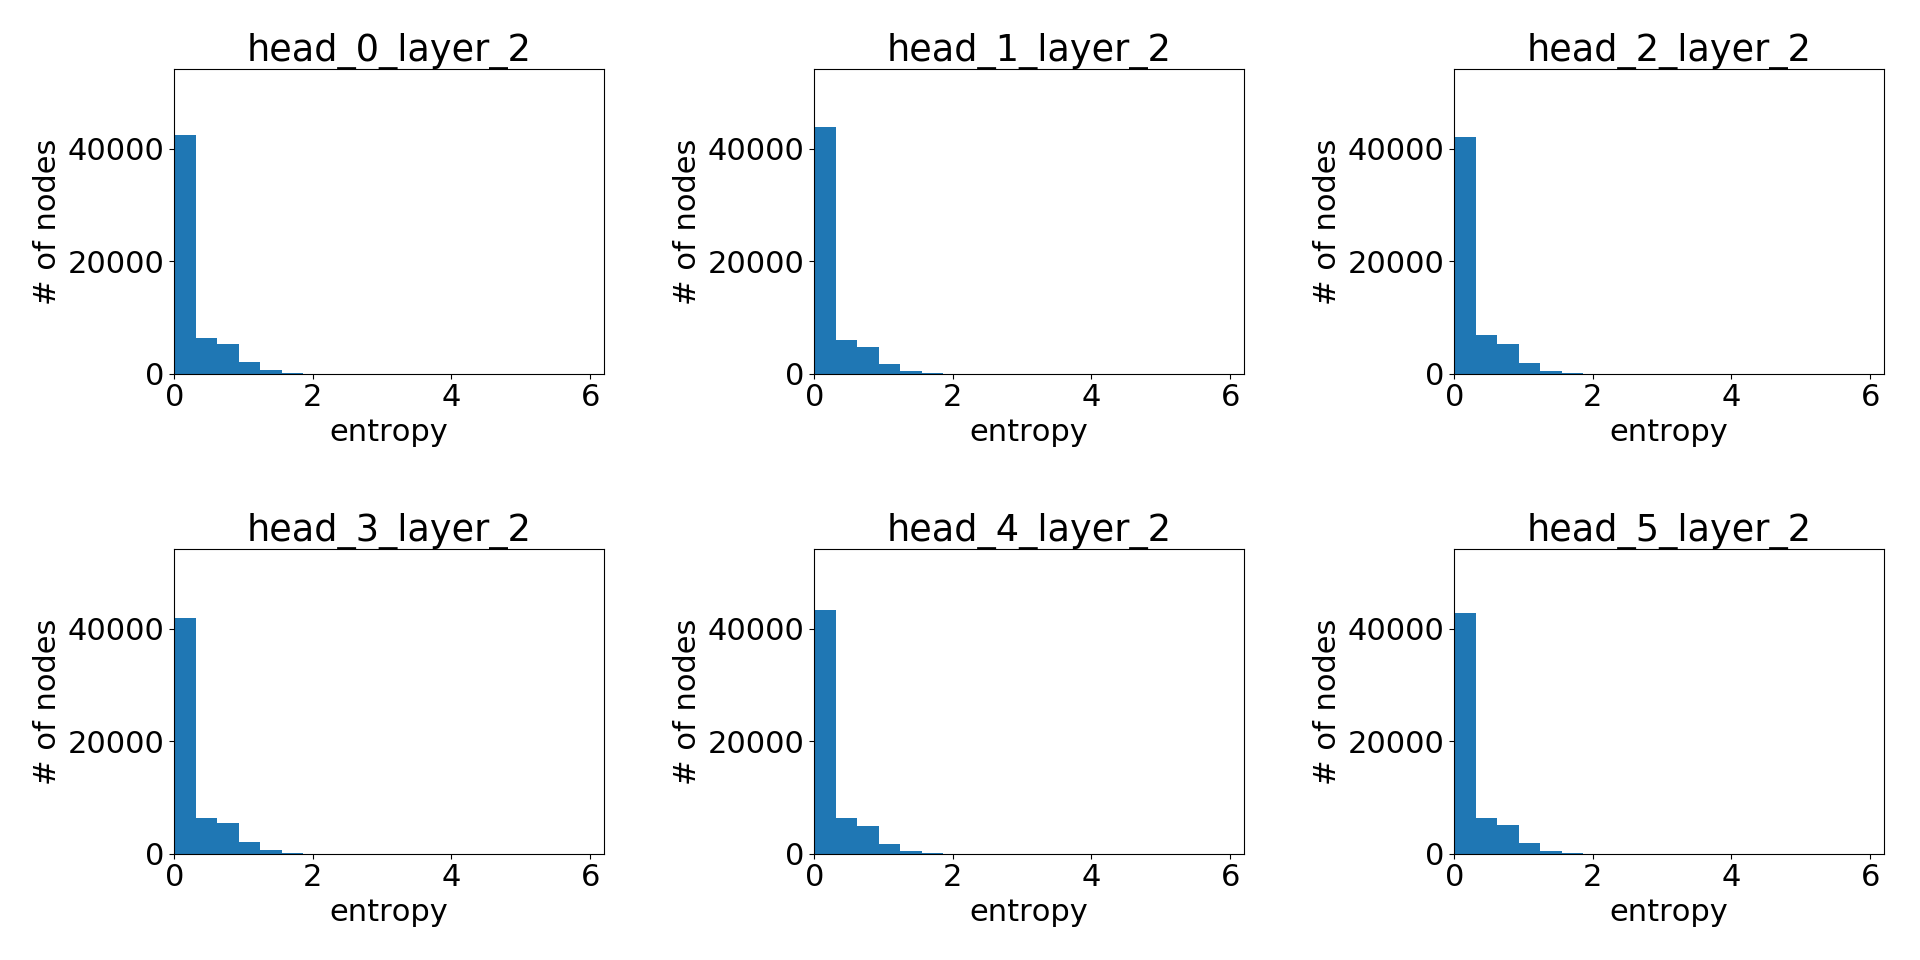 head_0_layer_2
# of nodes
40000
20000
0
0 2 4 6
entropy
head_1_layer_2
# of nodes
40000
20000
0
0 2 4 6
entropy
head_2_layer_2
# of nodes
40000
20000
0
0 2 4 6
entropy
head_3_layer_2
# of nodes
40000
20000
0
0 2 4 6
entropy
head_4_layer_2
# of nodes
40000
20000
0
0 2 4 6
entropy
head_5_layer_2
# of nodes
40000
20000
0
0 2 4 6
entropy